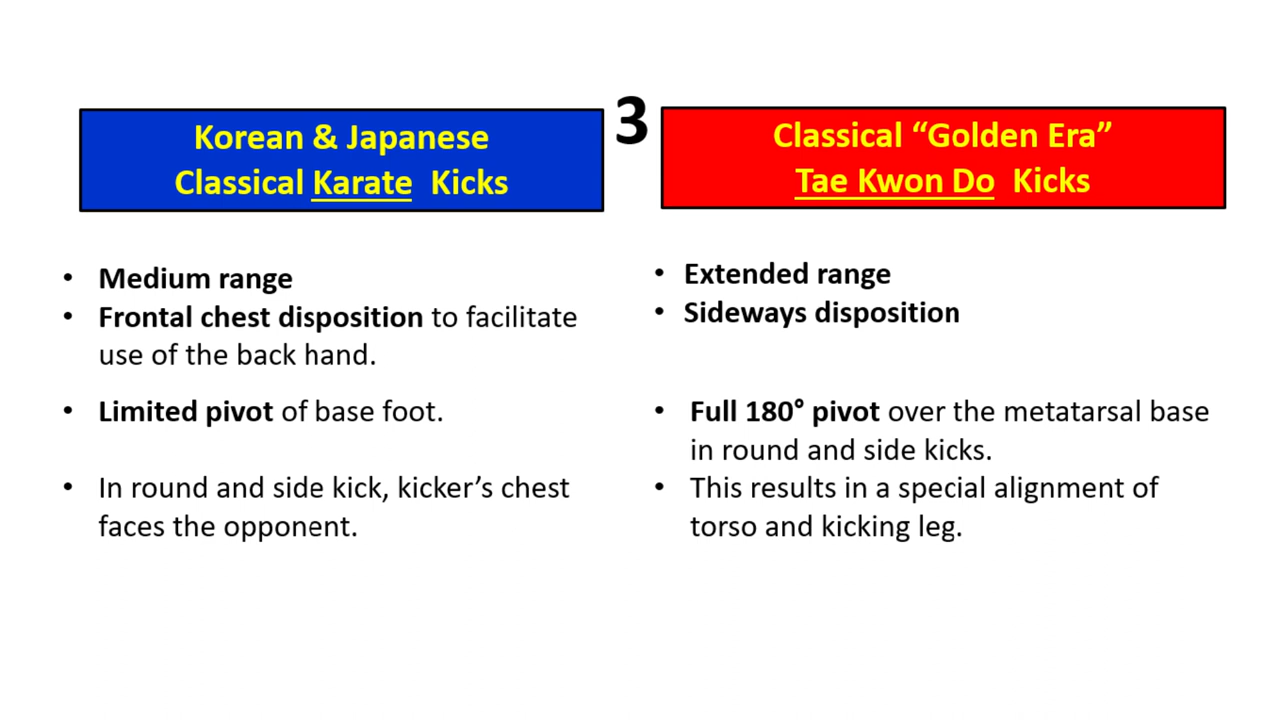 Korean & Japanese
Classical Karate Kicks
3
Classical “Golden Era”
Tae Kwon Do Kicks
• Medium range
• Frontal chest disposition to facilitate
use of the back hand.
• Limited pivot of base foot.
• In round and side kick, kicker’s chest
faces the opponent.
• Extended range
• Sideways disposition
• Full 180° pivot over the metatarsal base
in round and side kicks.
• This results in a special alignment of
torso and kicking leg.